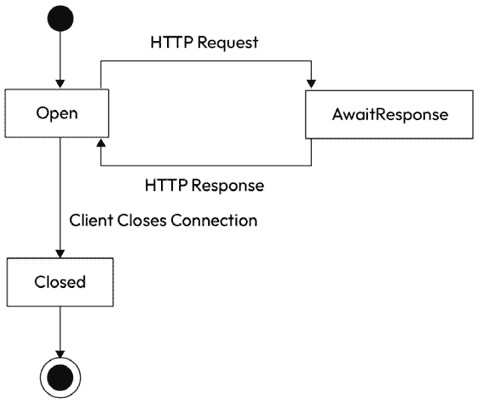 HTTP Request
Open
AwaitResponse
HTTP Response
Client Closes Connection
Closed